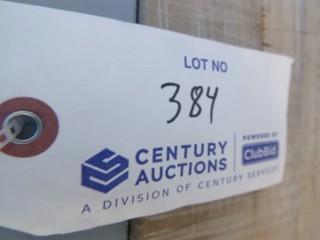 LOT NO
384
CENTURY
AUCTIONS
POWERED BY
ClubBid
A DIVISION OF CENTURY SERVICES